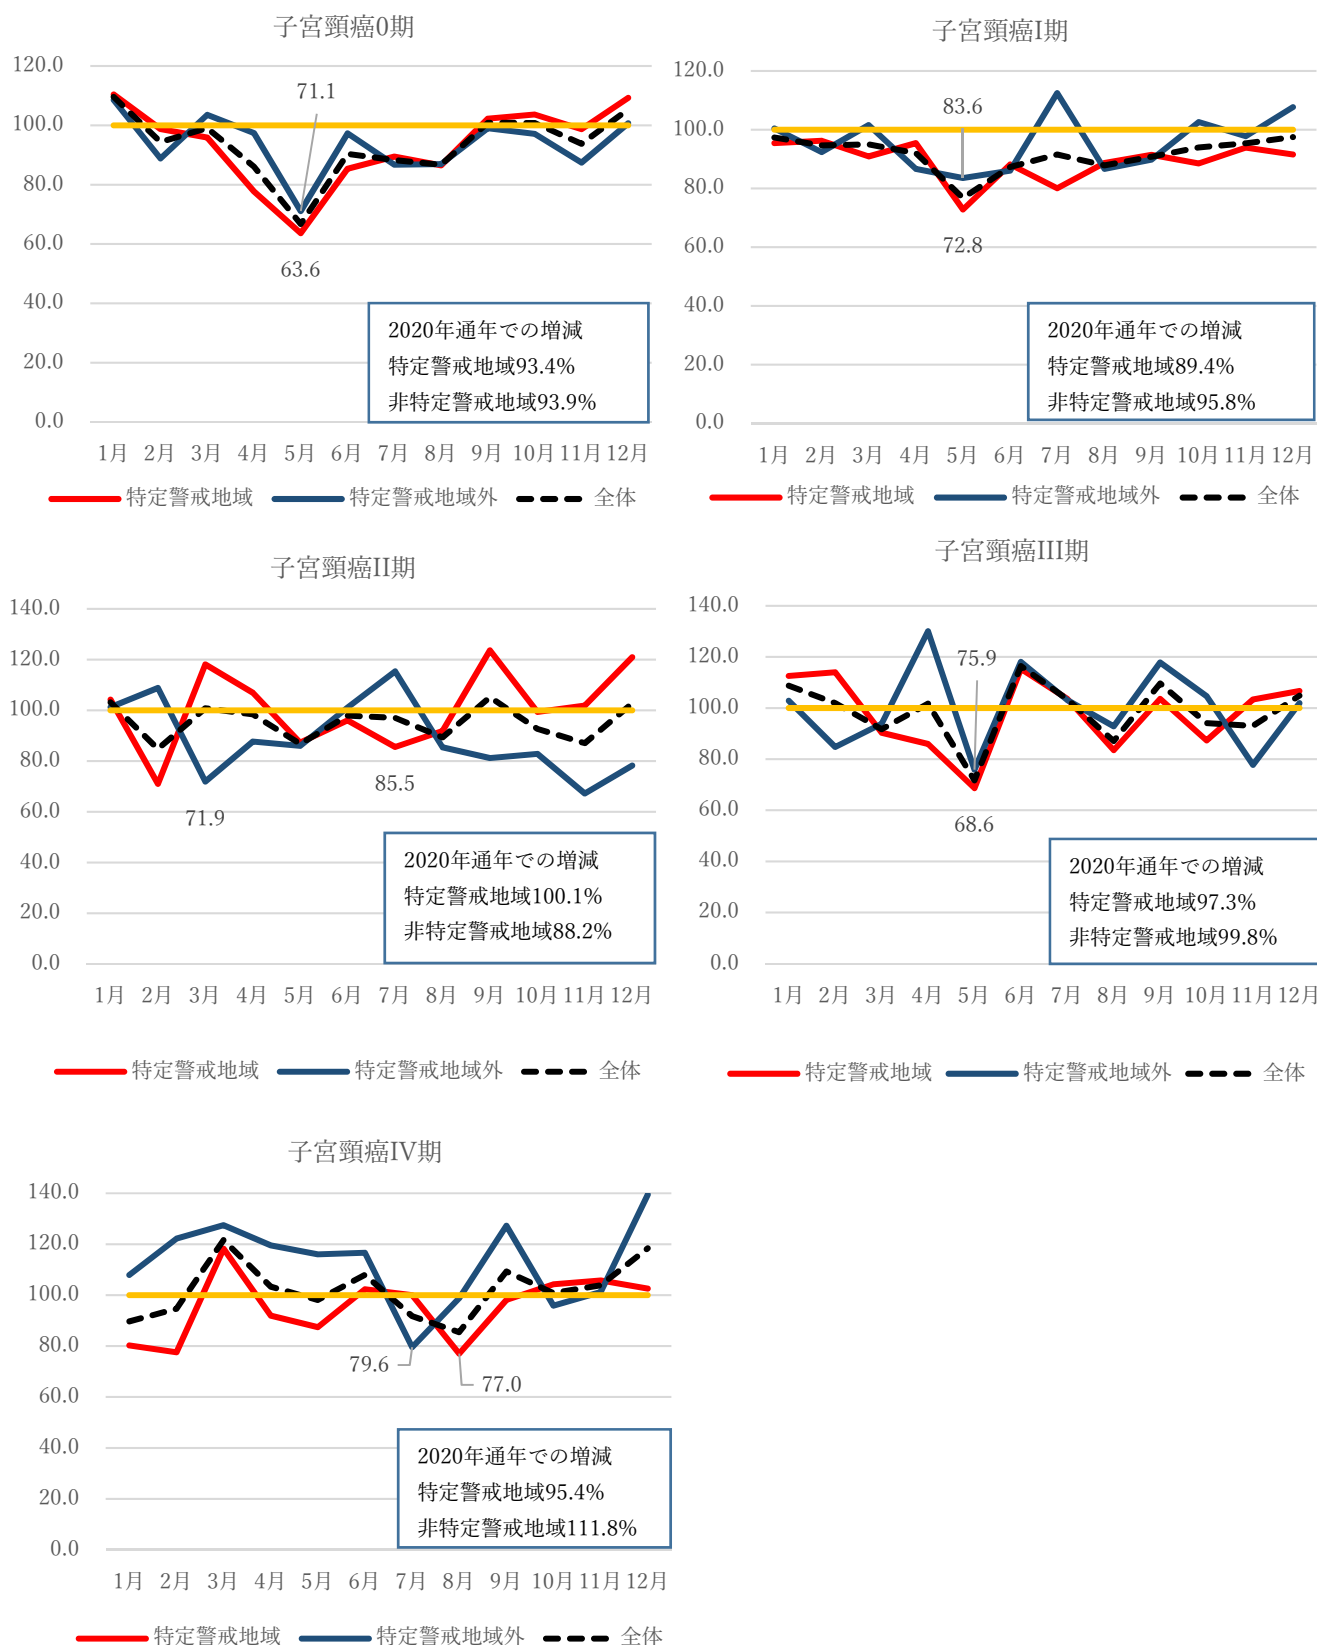 子宮頸癌0期
120.0
100.0
80.0
60.0
40.0
20.0
0.0
71.1
63.6
2020年通年での増減
特定警戒地域93.4%
非特定警戒地域93.9%
1月 2月 3月 4月 5月 6月 7月 8月 9月 10月 11月 12月
特定警戒地域 特定警戒地域外 全体
子宮頸癌I期
120.0
100.0
80.0
60.0
40.0
20.0
0.0
83.6
72.8
2020年通年での増減
特定警戒地域89.4%
非特定警戒地域95.8%
1月 2月 3月 4月 5月 6月 7月 8月 9月 10月 11月 12月
特定警戒地域 特定警戒地域外 全体
子宮頸癌II期
140.0
120.0
100.0
80.0
60.0
40.0
20.0
0.0
71.9
85.5
2020年通年での増減
特定警戒地域100.1%
非特定警戒地域88.2%
1月 2月 3月 4月 5月 6月 7月 8月 9月 10月 11月 12月
特定警戒地域 特定警戒地域外 全体
子宮頸癌III期
140.0
120.0
100.0
80.0
60.0
40.0
20.0
0.0
75.9
68.6
2020年通年での増減
特定警戒地域97.3%
非特定警戒地域99.8%
1月 2月 3月 4月 5月 6月 7月 8月 9月 10月 11月 12月
特定警戒地域 特定警戒地域外 全体
子宮頸癌IV期
140.0
120.0
100.0
80.0
60.0
40.0
20.0
0.0
79.6
77.0
2020年通年での増減
特定警戒地域95.4%
非特定警戒地域111.8%
1月 2月 3月 4月 5月 6月 7月 8月 9月 10月 11月 12月
特定警戒地域 特定警戒地域外 全体